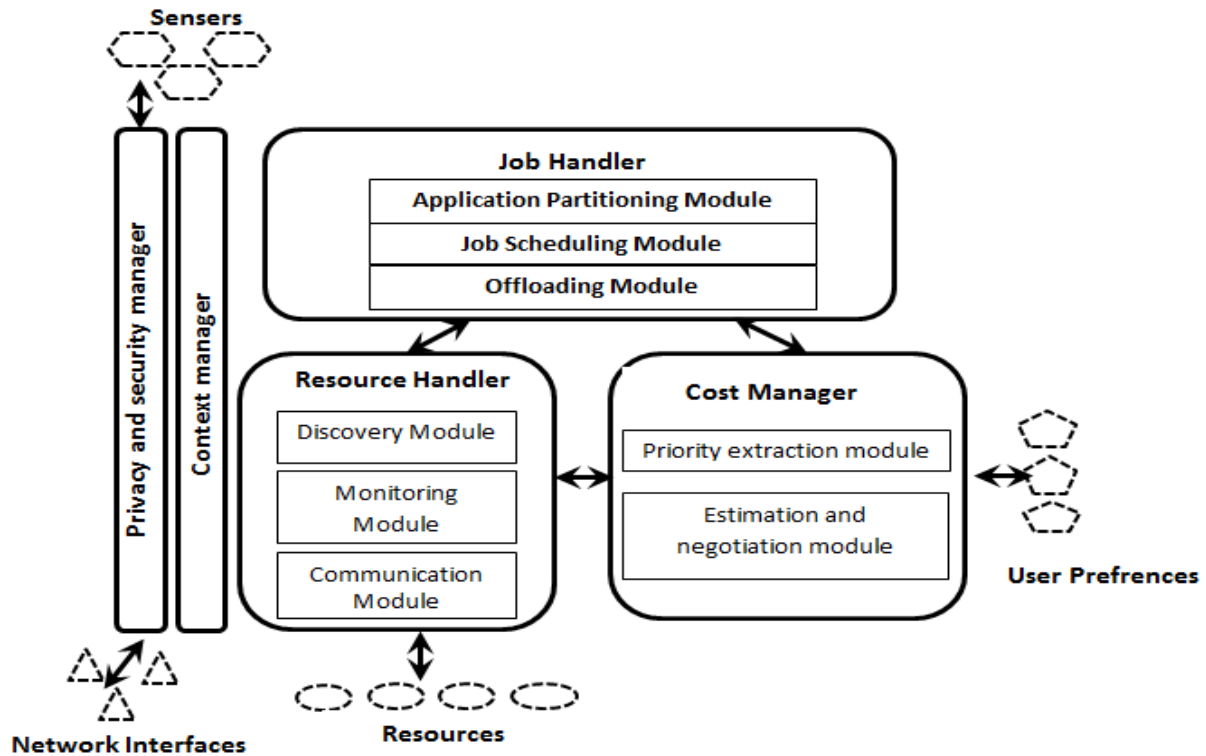 Sensers
Privacy and security manager
Context manager
Job Handler
Application Partitioning Module
Job Scheduling Module
Offloading Module
Resource Handler
Discovery Module
Monitoring
Module
Communication
Module
Cost Manager
Priority extraction module
Estimation and
negotiation module
User Prefrences
Network Interfaces
Resources